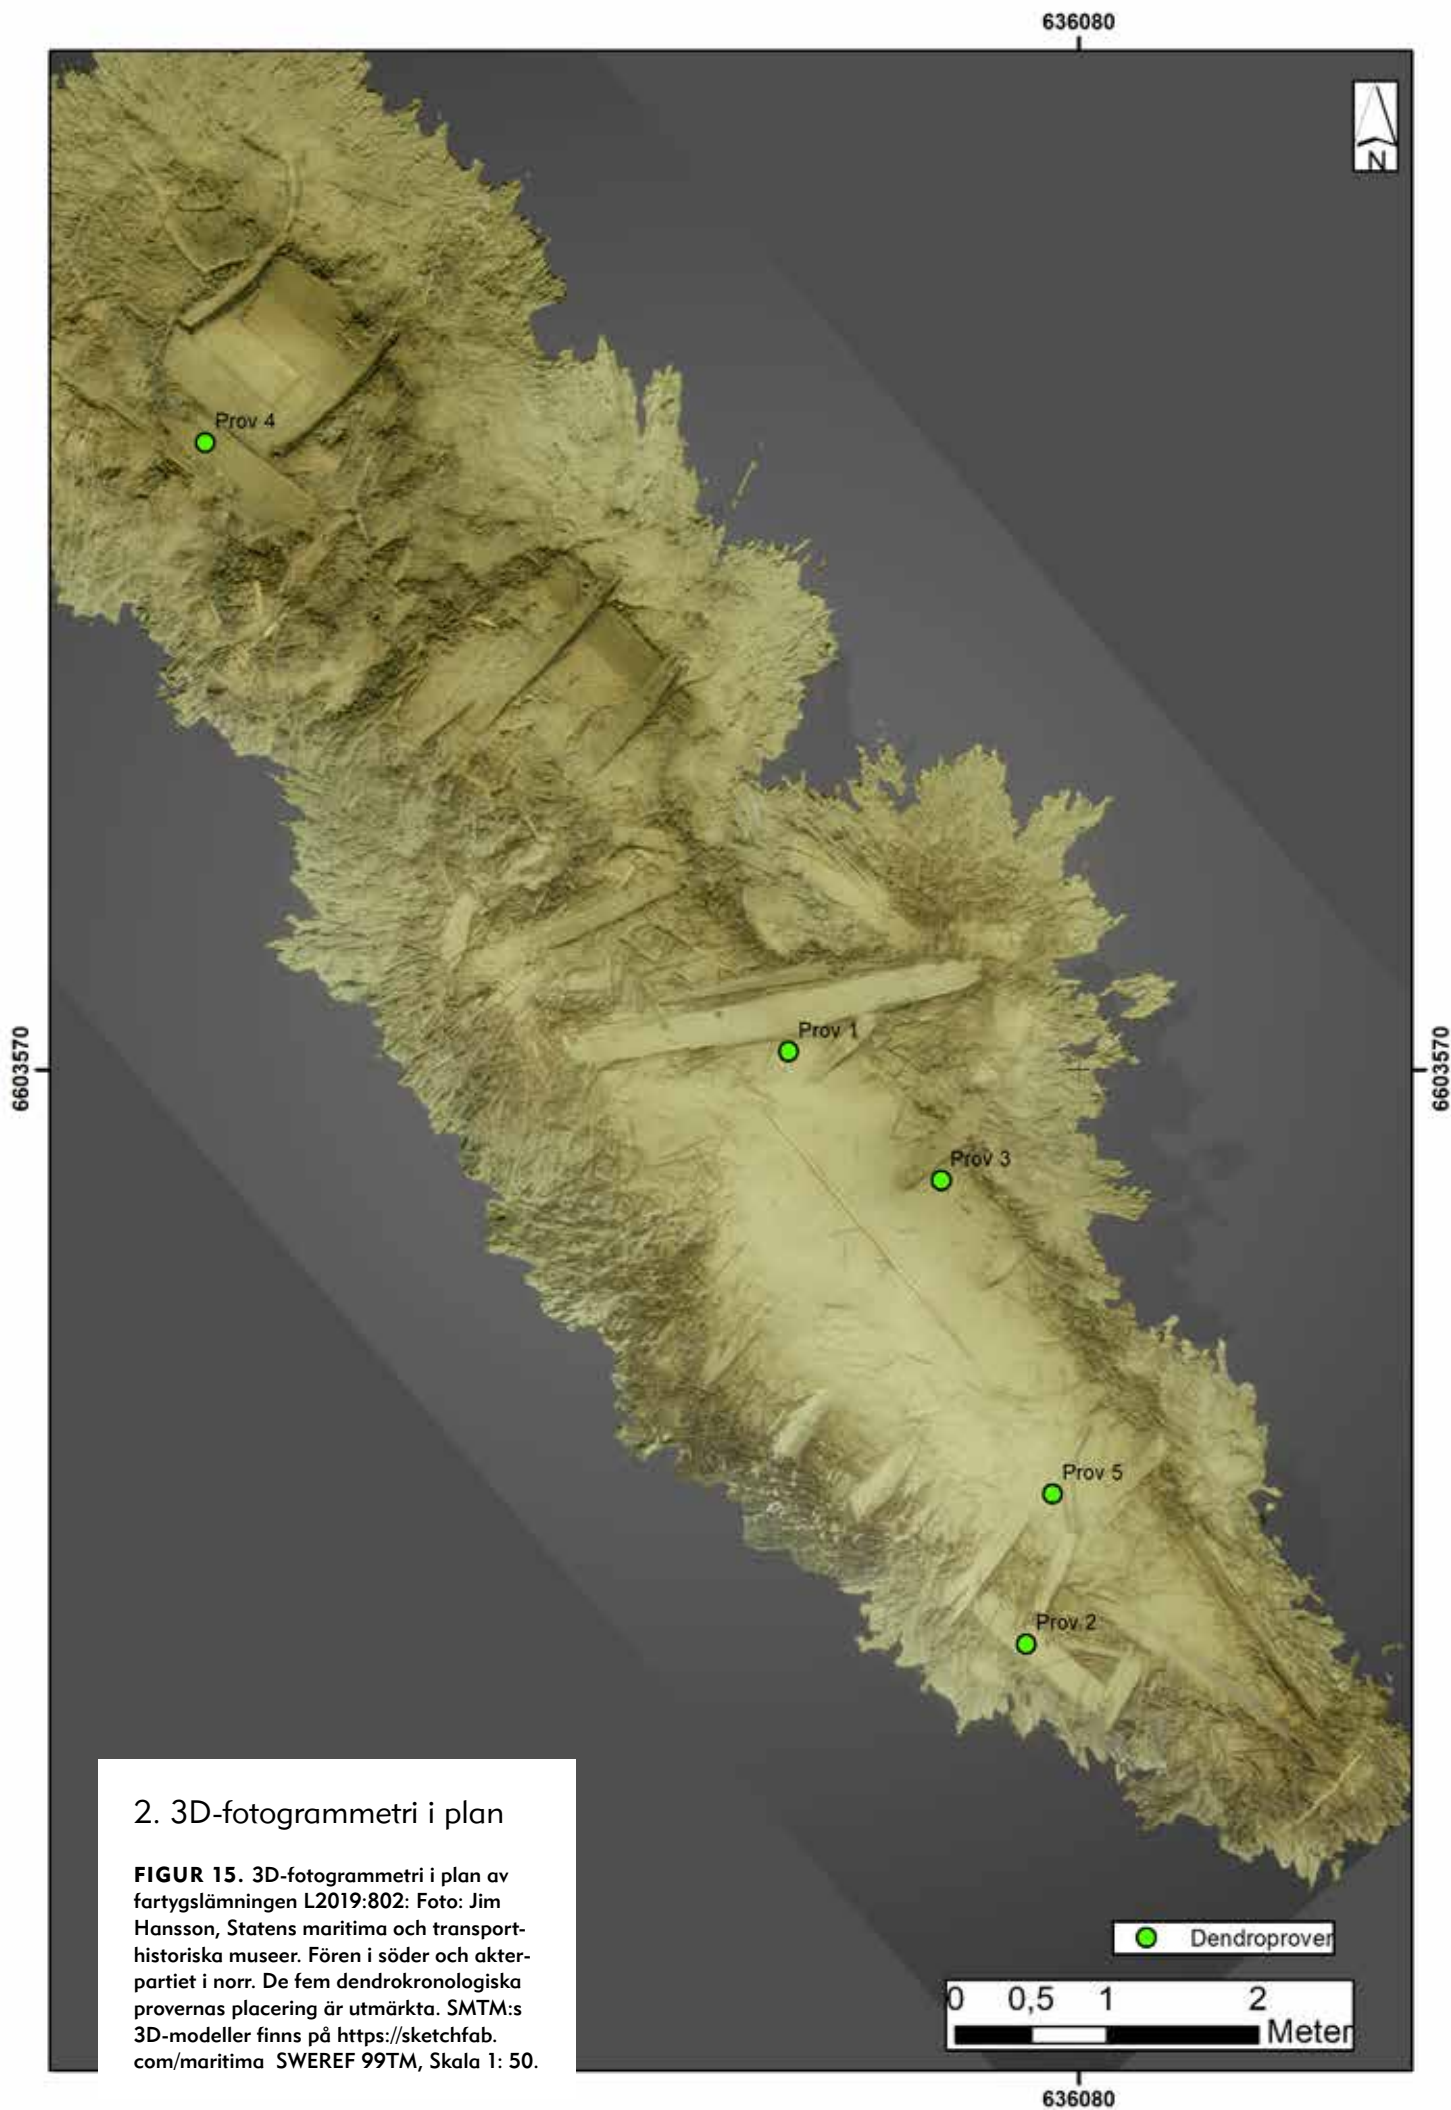 636080
N
Prov 4
6603570
6603570
Prov 1
Prov 3
Prov 5
Prov 2
2. 3D-fotogrammetri i plan
FIGUR 15. 3D-fotogrammetri i plan av
fartygslämningen L2019:802: Foto: Jim
Hansson, Statens maritima och transport-
historiska museer. Fören i söder och akter-
partiet i norr. De fem dendrokronologiska
provernas placering är utmärkta. SMTM:s
3D-modeller finns på https://sketchfab.
com/maritima SWEREF 99TM, Skala 1: 50.
Dendroprover
0 0,5 1 2
Meter
636080